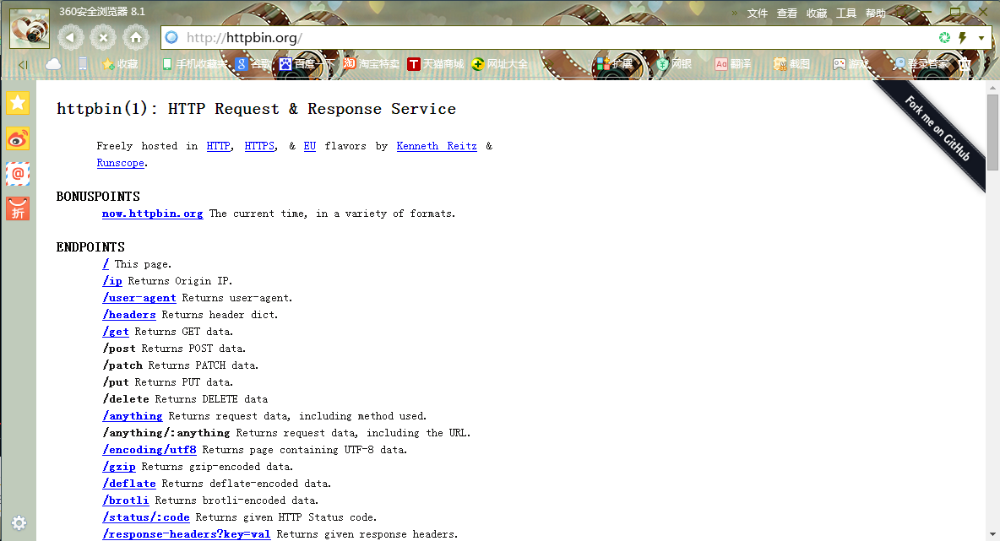 360安全浏览器 8.1
» 文件 查看 收藏 工具 帮助
http://httpbin.org/
收藏 手机收藏夹 谷歌 百度一下 淘宝特卖 天猫商城 网址大全 扩展 网银 翻译 截图 游戏 登录管家
httpbin(1): HTTP Request & Response Service
Fork me on GitHub
Freely hosted in HTTP, HTTPS, & EU flavors by Kenneth Reitz &
Runscope.
BONUSPOINTS
now.httpbin.org The current time, in a variety of formats.
ENDPOINTS
/ This page.
/ip Returns Origin IP.
/user-agent Returns user-agent.
/headers Returns header dict.
/get Returns GET data.
/post Returns POST data.
/patch Returns PATCH data.
/put Returns PUT data.
/delete Returns DELETE data
/anything Returns request data, including method used.
/anything/:anything Returns request data, including the URL.
/encoding/utf8 Returns page containing UTF-8 data.
/gzip Returns gzip-encoded data.
/deflate Returns deflate-encoded data.
/brotli Returns brotli-encoded data.
/status/:code Returns given HTTP Status code.
/response-headers?key=val Returns given response headers.
折